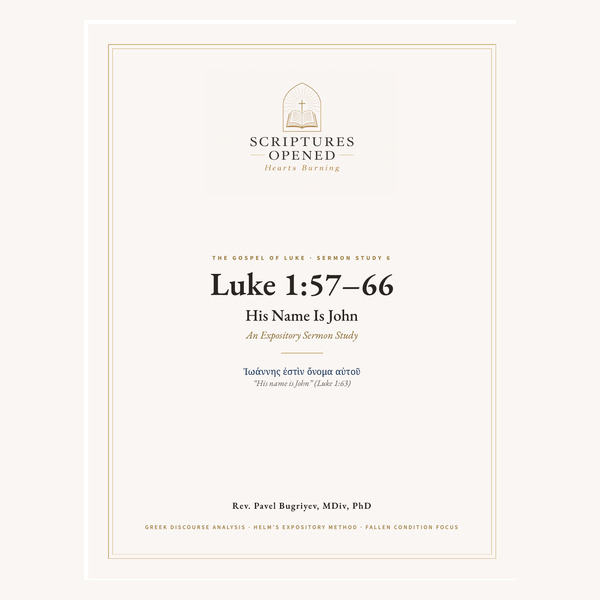 SCRIPTURES
OPENED
Hearts Burning
THE GOSPEL OF LUKE · SERMON STUDY 6
Luke 1:57–66
His Name Is John
An Expository Sermon Study
Ἰωάννης ἐστὶν ὄνομα αὐτοῦ
“His name is John” (Luke 1:63)
Rev. Pavel Bugriyev, MDiv, PhD
GREEK DISCOURSE ANALYSIS · HELM'S EXPOSITORY METHOD · FALLEN CONDITION FOCUS